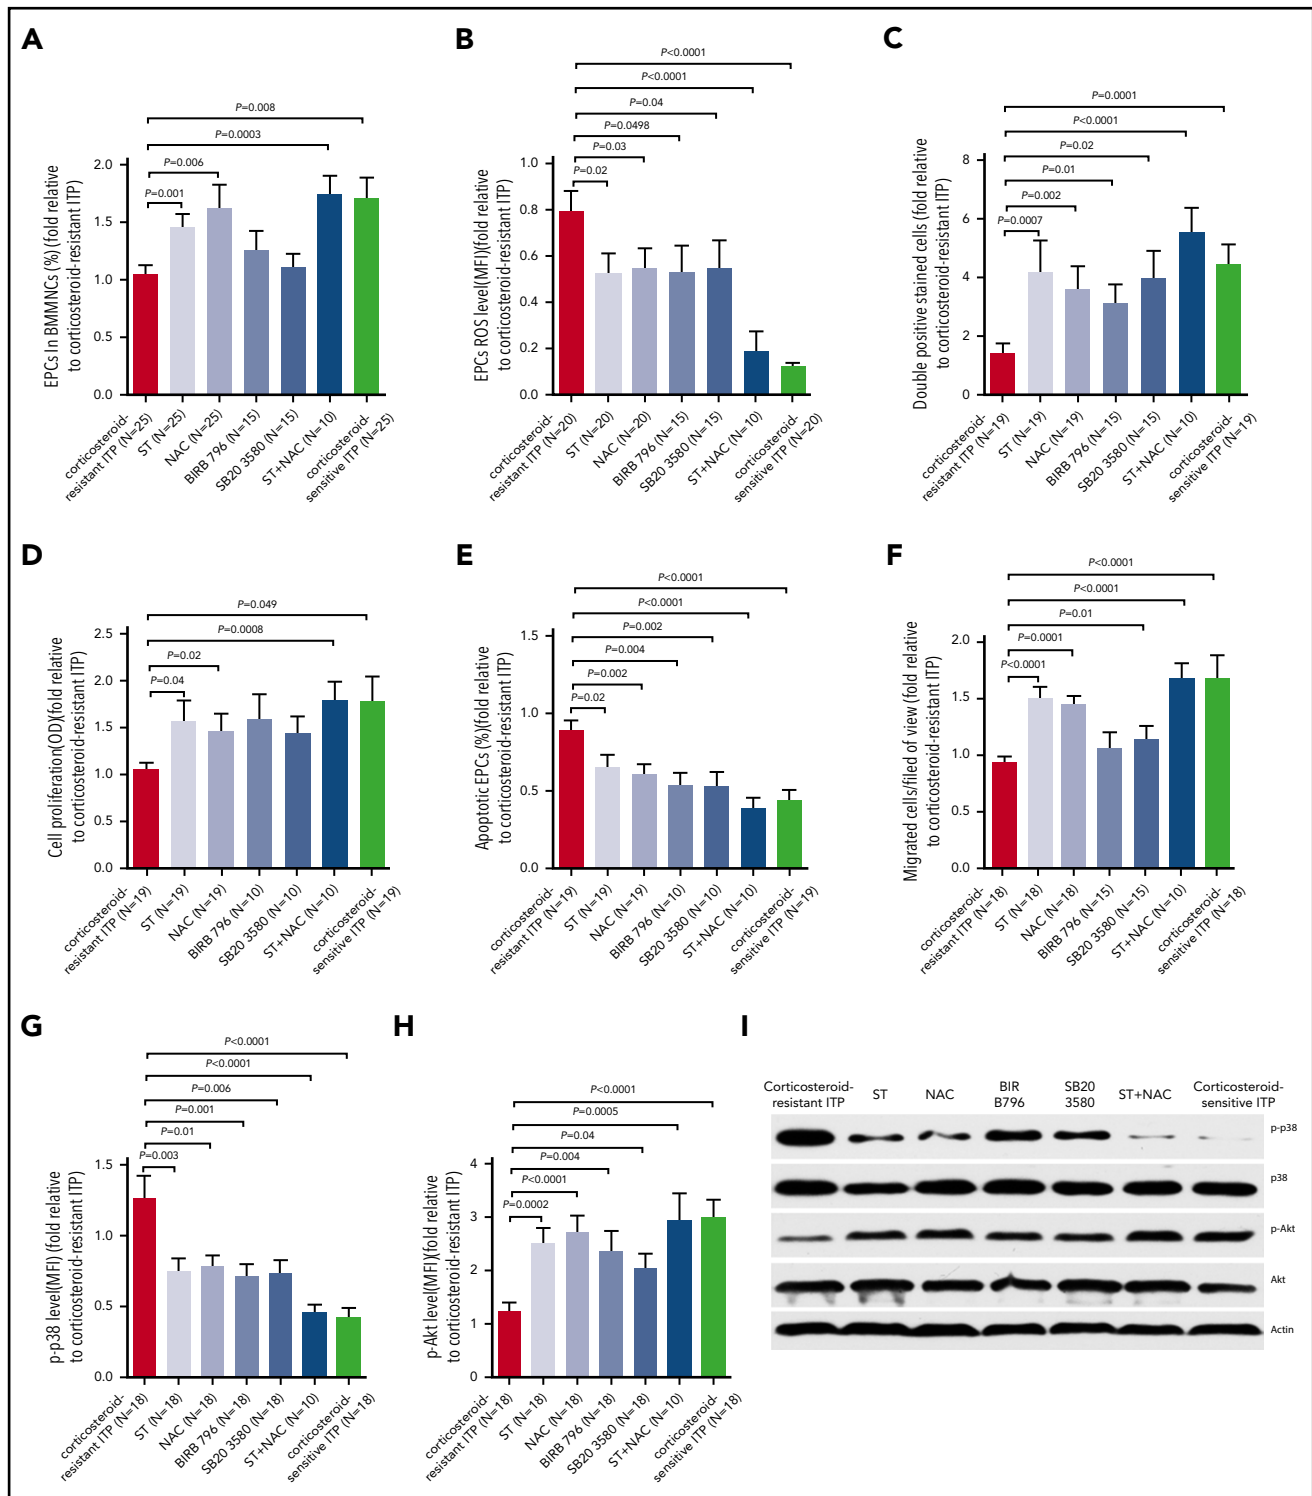 A
EPCs In BMMNCs (%) (fold relative
to corticosteroid-resistant ITP)
P=0.008
P=0.0003
P=0.006
P=0.001
2.0
1.5
1.0
0.5
0.0
corticosteroid-
resistant ITP (N=25)
ST (N=25)
NAC (N=25)
BIRB 796 (N=15)
SB20 3580 (N=15)
ST+NAC (N=10)
corticosteroid-
sensitive ITP (N=25)
B
EPCs ROS level(MFI)(fold relative
to corticosteroid-resistant ITP)
P<0.0001
P<0.0001
P=0.04
P=0.0498
P=0.03
P=0.02
1.0
0.8
0.6
0.4
0.2
0.0
corticosteroid-
resistant ITP (N=20)
ST (N=20)
NAC (N=20)
BIRB 796 (N=15)
SB20 3580 (N=15)
ST+NAC (N=10)
corticosteroid-
sensitive ITP (N=20)
C
Double positive stained cells (fold relative
to corticosteroid-resistant ITP)
P=0.0001
P<0.0001
P=0.02
P=0.01
P=0.002
P=0.0007
8
6
4
2
0
corticosteroid-
resistant ITP (N=19)
ST (N=19)
NAC (N=19)
BIRB 796 (N=15)
SB20 3580 (N=15)
ST+NAC (N=10)
corticosteroid-
sensitive ITP (N=19)
D
Cell proliferation(OD)(fold relative
to corticosteroid-resistant ITP)
P=0.049
P=0.0008
P=0.02
P=0.04
2.5
2.0
1.5
1.0
0.5
0.0
corticosteroid-
resistant ITP (N=19)
ST (N=19)
NAC (N=19)
BIRB 796 (N=10)
SB20 3580 (N=10)
ST+NAC (N=10)
corticosteroid-
sensitive ITP (N=19)
E
Apoptotic EPCs (%)(fold relative
to corticosteroid-resistant ITP)
P<0.0001
P<0.0001
P=0.002
P=0.004
P=0.002
P=0.02
1.5
1.0
0.5
0.0
corticosteroid-
resistant ITP (N=19)
ST (N=19)
NAC (N=19)
BIRB 796 (N=10)
SB20 3580 (N=10)
ST+NAC (N=10)
corticosteroid-
sensitive ITP (N=19)
F
Migrated cells/filed of view (fold relative
to corticosteroid-resistant ITP)
P<0.0001
P<0.0001
P=0.01
P=0.0001
P<0.0001
2.0
1.5
1.0
0.5
0.0
corticosteroid-
resistant ITP (N=18)
ST (N=18)
NAC (N=18)
BIRB 796 (N=15)
SB20 3580 (N=15)
ST+NAC (N=10)
corticosteroid-
sensitive ITP (N=18)
G
p-p38 level(MFI) (fold relative
to corticosteroid-resistant ITP)
P<0.0001
P<0.0001
P=0.006
P=0.001
P=0.01
P=0.003
1.5
1.0
0.5
0.0
corticosteroid-
resistant ITP (N=18)
ST (N=18)
NAC (N=18)
BIRB 796 (N=18)
SB20 3580 (N=18)
ST+NAC (N=10)
corticosteroid-
sensitive ITP (N=18)
H
p-Akt level(MFI)(fold relative
to corticosteroid-resistant ITP)
P<0.0001
P=0.0005
P=0.04
P=0.004
P<0.0001
P=0.0002
4
3
2
1
0
corticosteroid-
resistant ITP (N=18)
ST (N=18)
NAC (N=18)
BIRB 796 (N=18)
SB20 3580 (N=18)
ST+NAC (N=10)
corticosteroid-
sensitive ITP (N=18)
I
Corticosteroid-
resistant ITP
ST
NAC
BIR
B796
SB20
3580
ST+NAC
Corticosteroid-
sensitive ITP
p-p38
p38
p-Akt
Akt
Actin